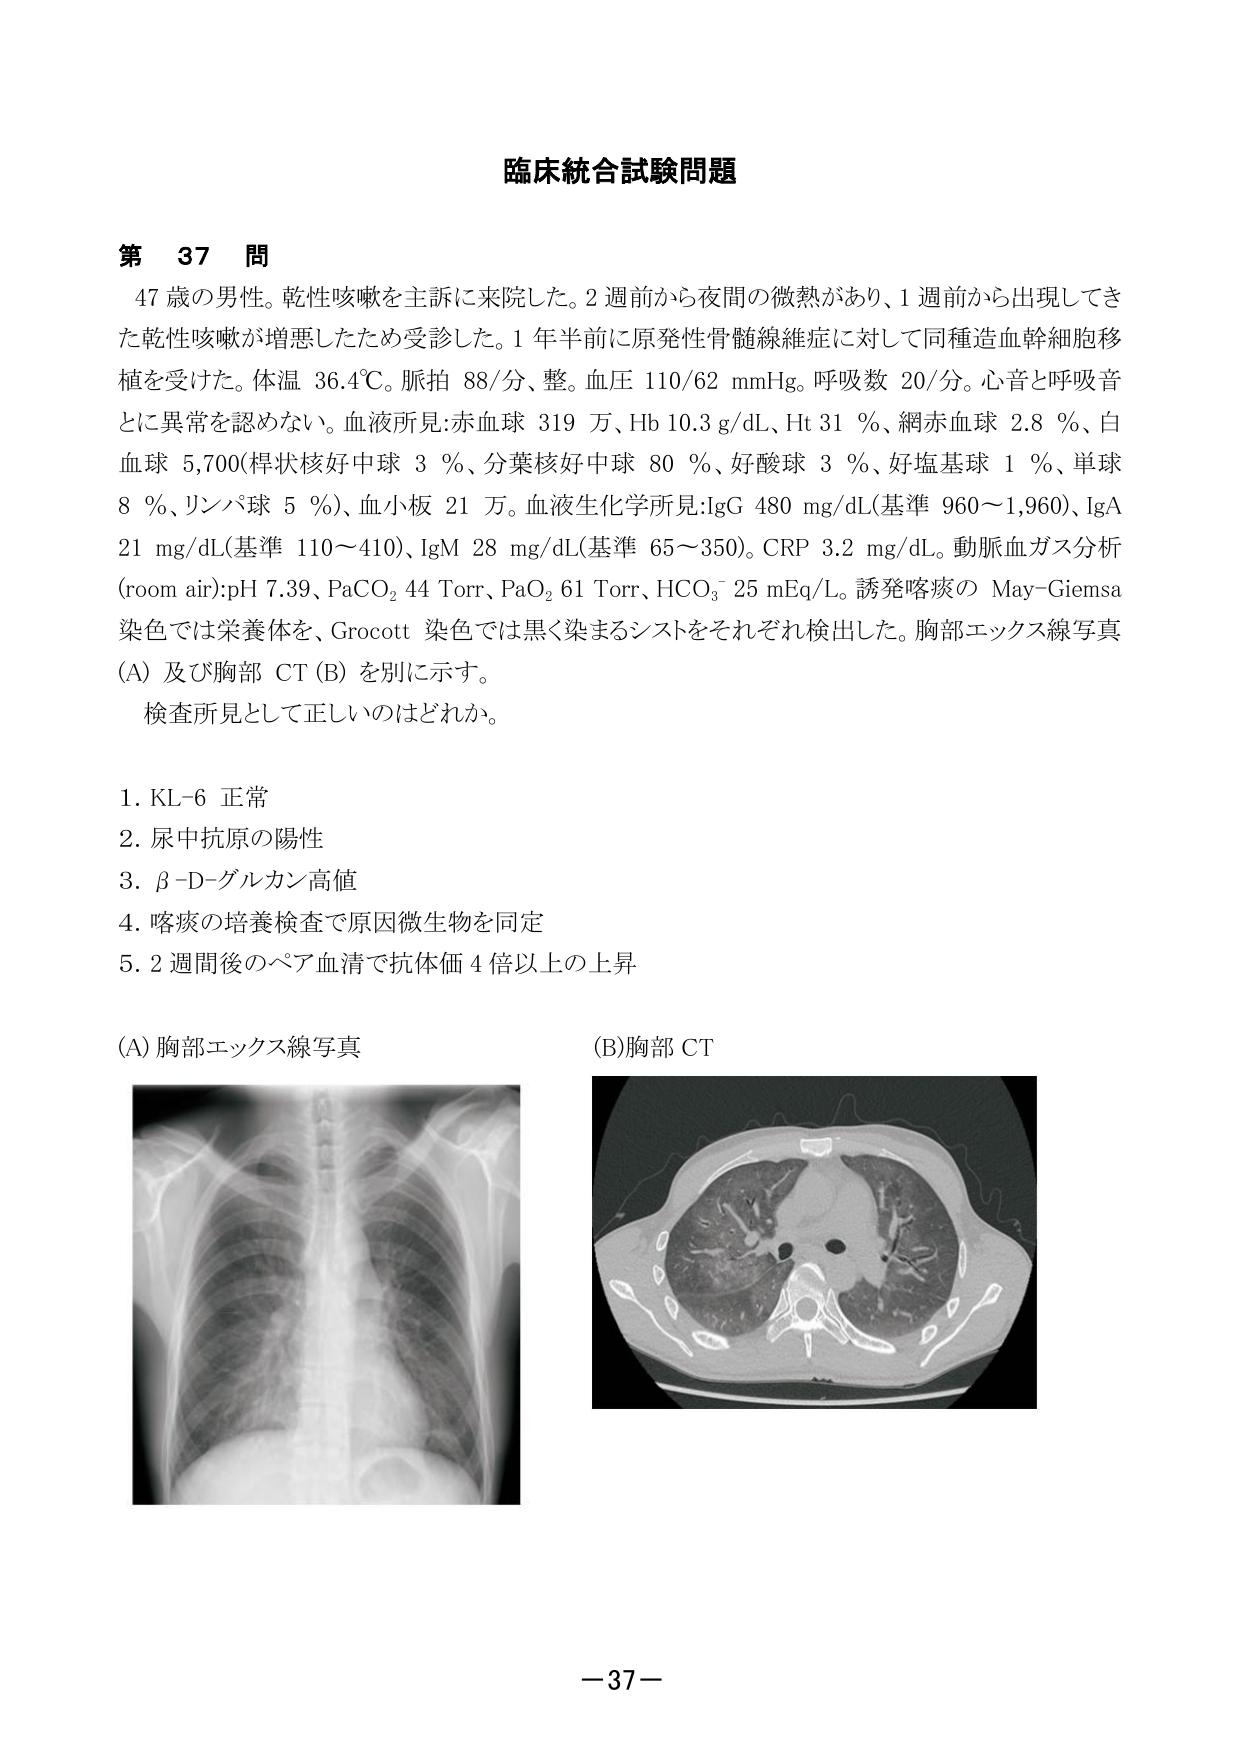 臨床統合試験問題
第 37 問
47 歳の男性。乾性咳嗽を主訴に来院した。2 週前から夜間の微熱があり、1 週前から出現してき
た乾性咳嗽が増悪したため受診した。1 年半前に原発性骨髄線維症に対して同種造血幹細胞移
植を受けた。体温 36.4℃。脈拍 88/分、整。血圧 110/62 mmHg。呼吸数 20/分。心音と呼吸音
とに異常を認めない。血液所見:赤血球 319 万、Hb 10.3 g/dL、Ht 31 %、網赤血球 2.8 %、白
血球 5,700(桿状核好中球 3 %、分葉核好中球 80 %、好酸球 3 %、好塩基球 1 %、単球
8 %、リンパ球 5 %)、血小板 21 万。血液生化学所見:IgG 480 mg/dL(基準 960～1,960)、IgA
21 mg/dL(基準 110～410)、IgM 28 mg/dL(基準 65～350)。CRP 3.2 mg/dL。動脈血ガス分析
(room air):pH 7.39、PaCO₂ 44 Torr、PaO₂ 61 Torr、HCO₃⁻ 25 mEq/L。誘発喀痰の May-Giemsa
染色では栄養体を、Grocott 染色では黒く染まるシストをそれぞれ検出した。胸部エックス線写真
(A) 及び胸部 CT (B) を別に示す。
検査所見として正しいのはどれか。
1. KL-6 正常
2. 尿中抗原の陽性
3. β-D-グルカン高値
4. 喀痰の培養検査で原因微生物を同定
5. 2 週間後のペア血清で抗体価 4 倍以上の上昇
(A) 胸部エックス線写真 (B)胸部 CT
－37－